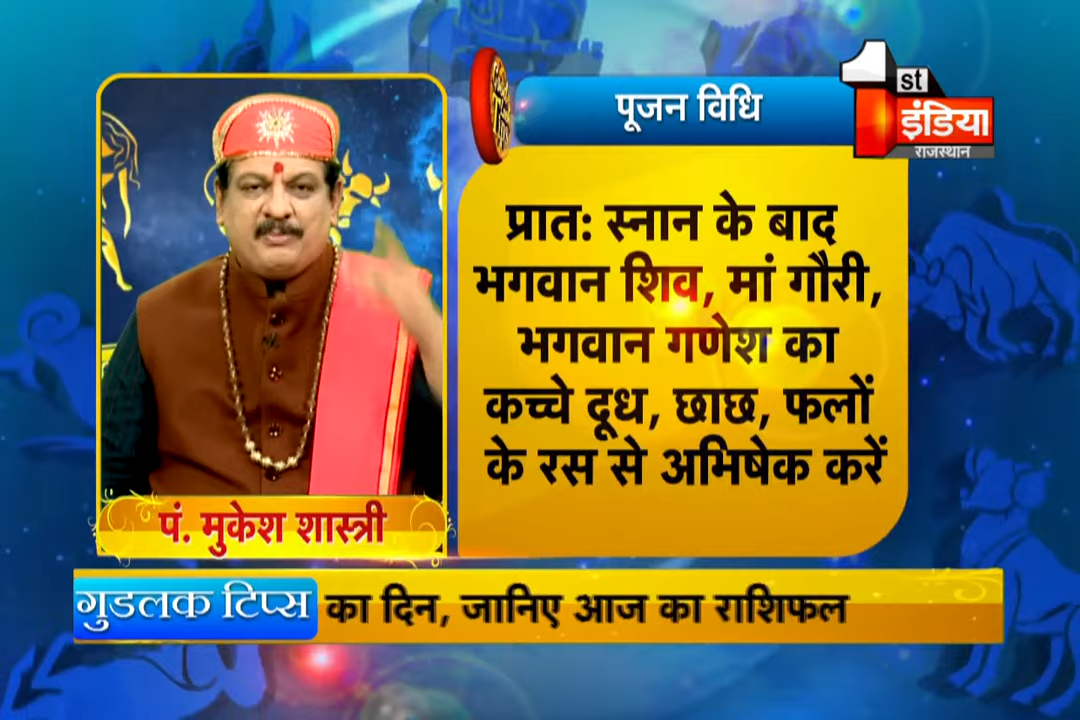 पूजन विधि
1st
इंडिया
राजस्थान
प्रात: स्नान के बाद
भगवान शिव, मां गौरी,
भगवान गणेश का
कच्चे दूध, छाछ, फलों
के रस से अभिषेक करें
पं. मुकेश शास्त्री
गुडलक टिप्स का दिन, जानिए आज का राशिफल